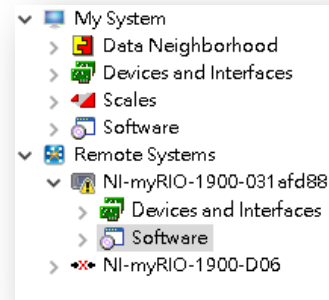 My System
Data Neighborhood
Devices and Interfaces
Scales
Software
Remote Systems
NI-myRIO-1900-031afd88
Devices and Interfaces
Software
NI-myRIO-1900-D06